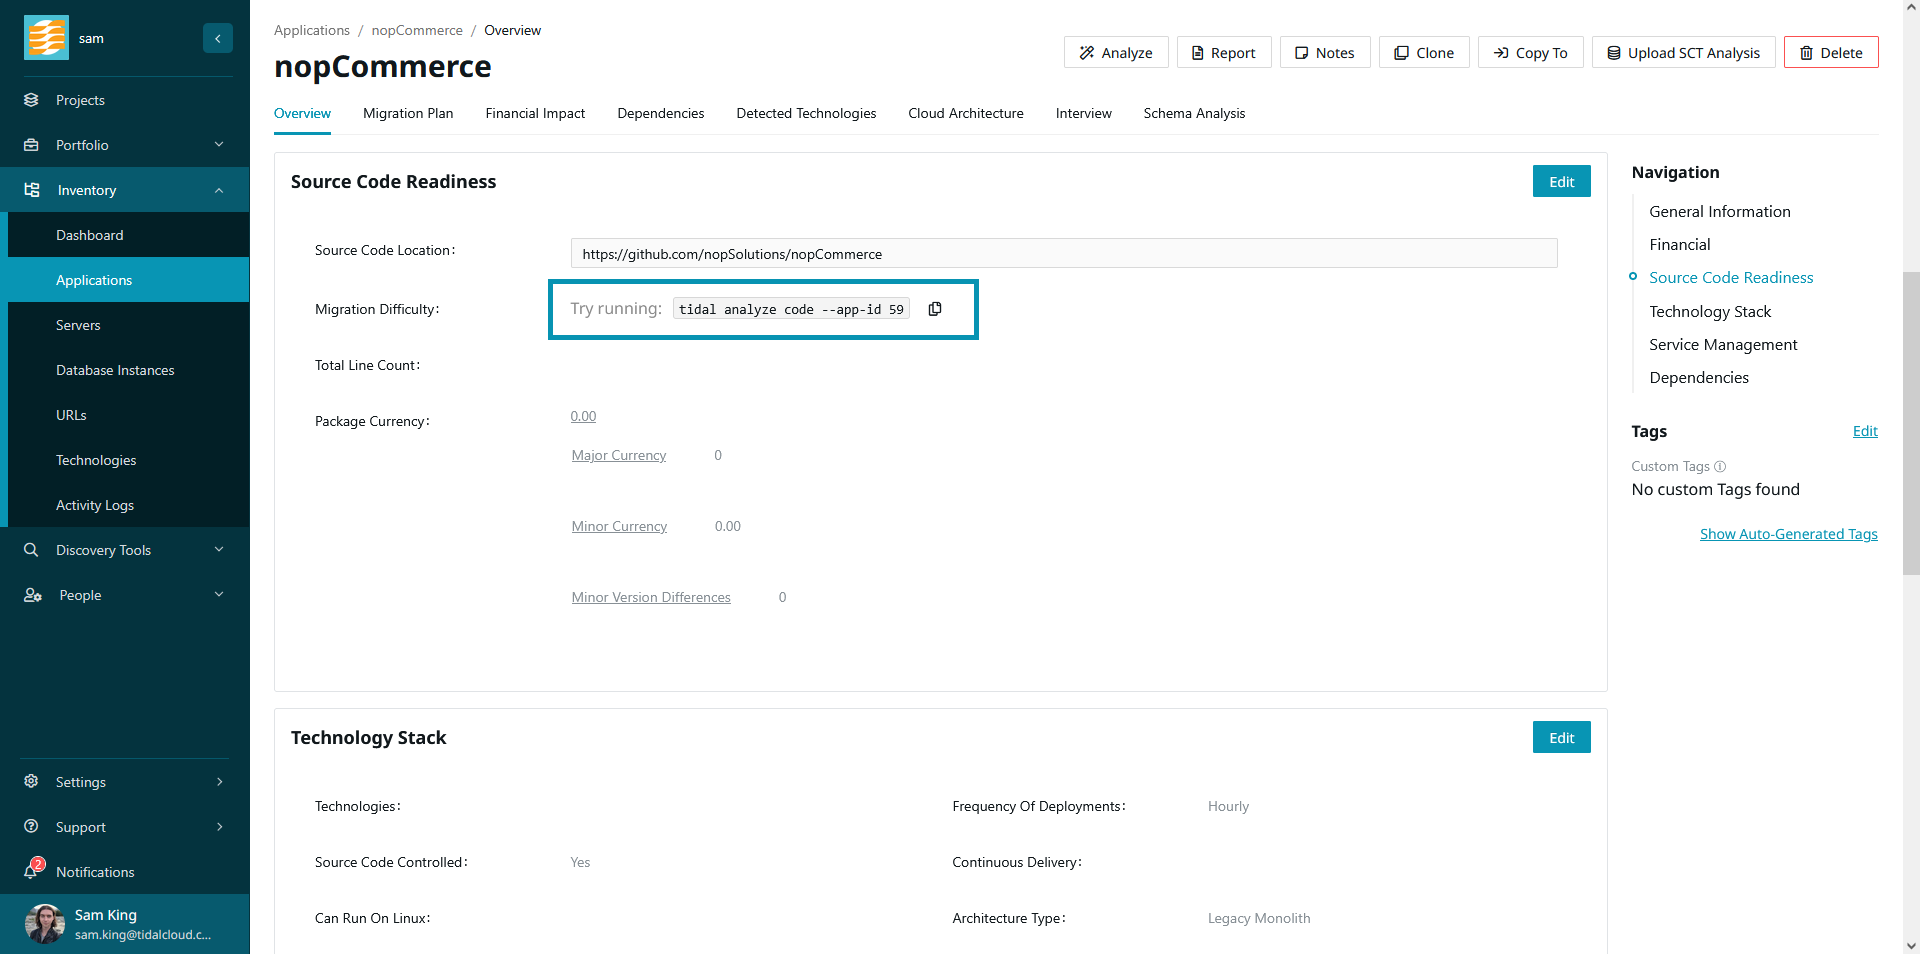 sam
Projects
Portfolio
Inventory
Dashboard
Applications
Servers
Database Instances
URLs
Technologies
Activity Logs
Discovery Tools
People
Settings
Support
2
Notifications
Sam King
sam.king@tidalcloud.c...
Applications / nopCommerce / Overview
nopCommerce
Analyze
Report
Notes
Clone
Copy To
Upload SCT Analysis
Delete
Overview
Migration Plan
Financial Impact
Dependencies
Detected Technologies
Cloud Architecture
Interview
Schema Analysis
Source Code Readiness
Edit
Source Code Location:
https://github.com/nopSolutions/nopCommerce
Migration Difficulty:
Try running: tidal analyze code --app-id 59
Total Line Count:
Package Currency:
0.00
Major Currency 0
Minor Currency 0.00
Minor Version Differences 0
Technology Stack
Edit
Technologies:
Frequency Of Deployments: Hourly
Source Code Controlled: Yes
Continuous Delivery:
Can Run On Linux:
Architecture Type: Legacy Monolith
Navigation
General Information
Financial
Source Code Readiness
Technology Stack
Service Management
Dependencies
Tags
Edit
Custom Tags
No custom Tags found
Show Auto-Generated Tags